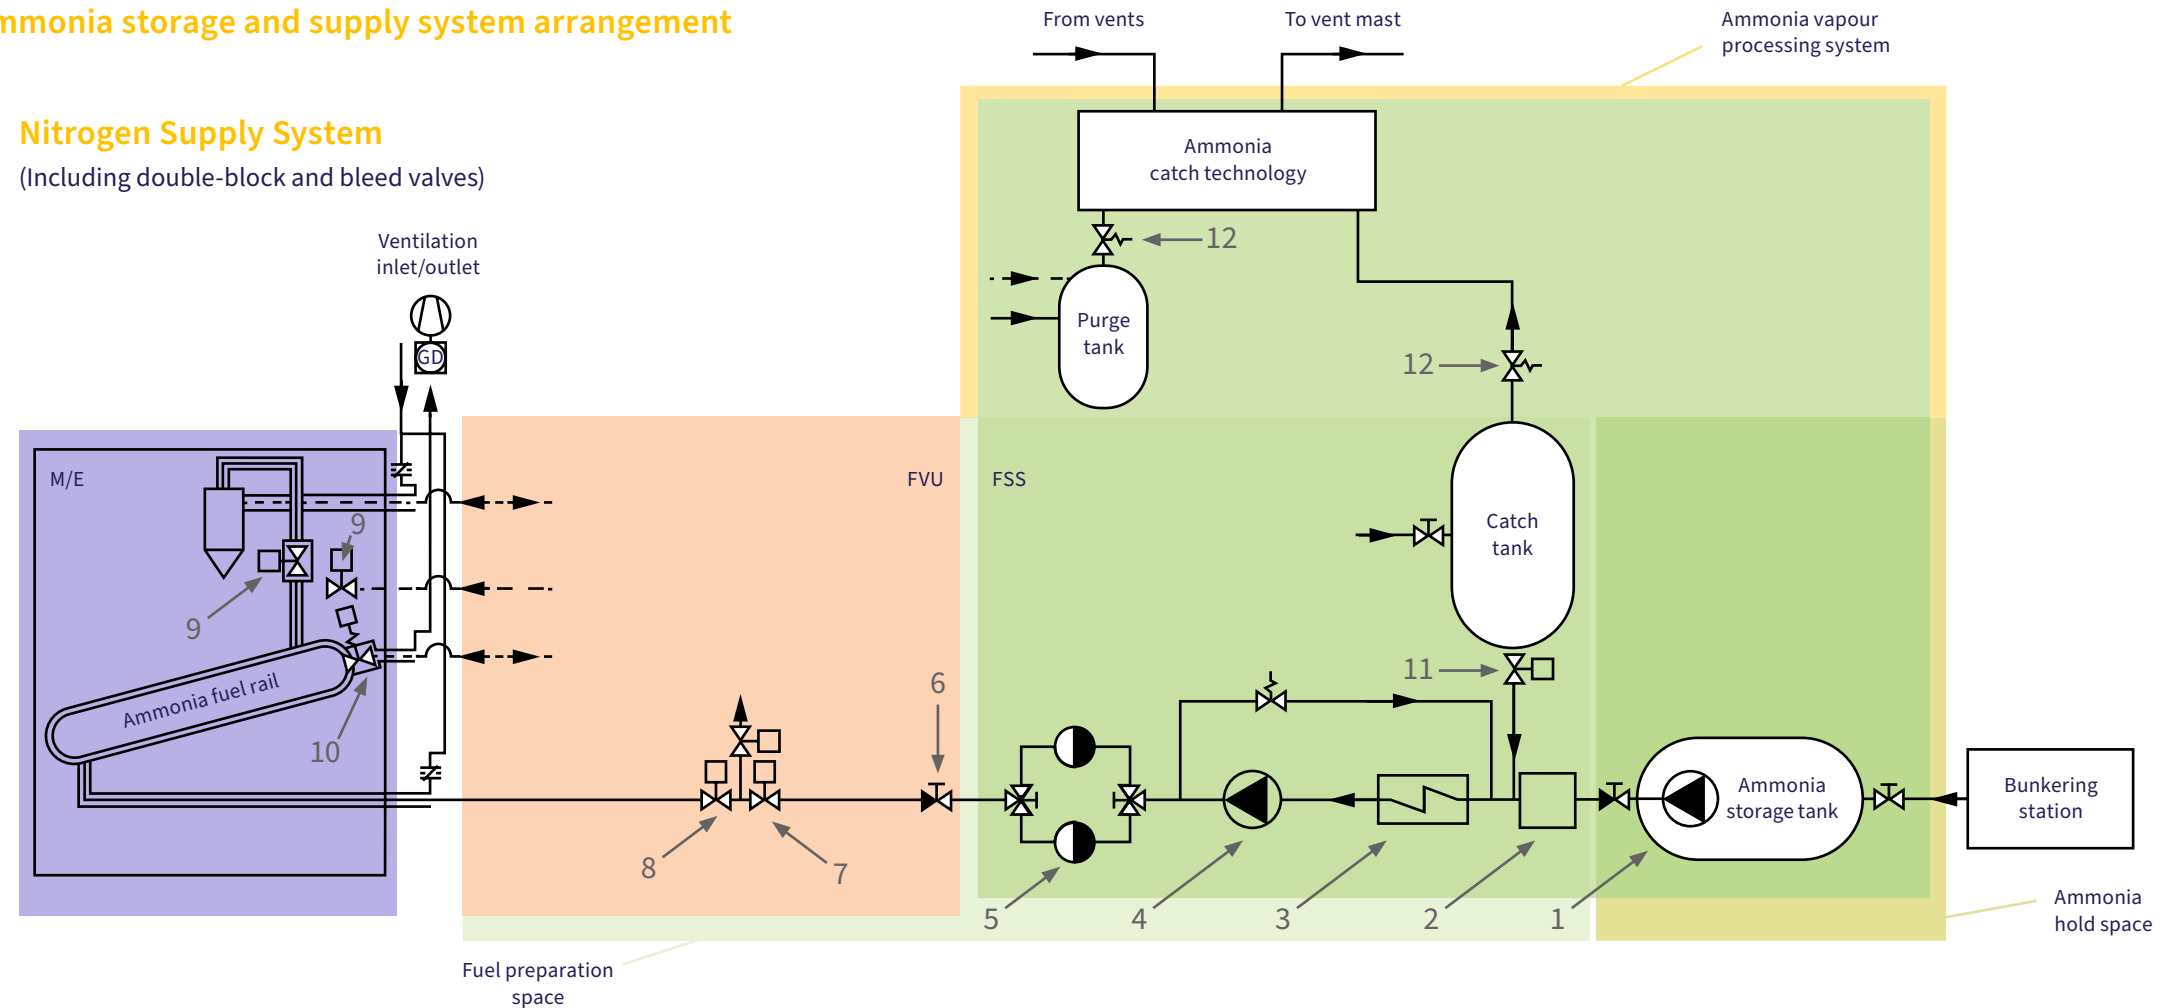 mmonia storage and supply system arrangement
From vents
To vent mast
Ammonia vapour
processing system
Nitrogen Supply System
(Including double-block and bleed valves)
Ammonia
catch technology
Ventilation
inlet/outlet
12
GD
Purge
tank
12
M/E
FVU
FSS
9
Catch
tank
9
11
6
Ammonia fuel rail
10
Ammonia
storage tank
Bunkering
station
8
7
5
4
3
2
1
Ammonia
hold space
Fuel preparation
space